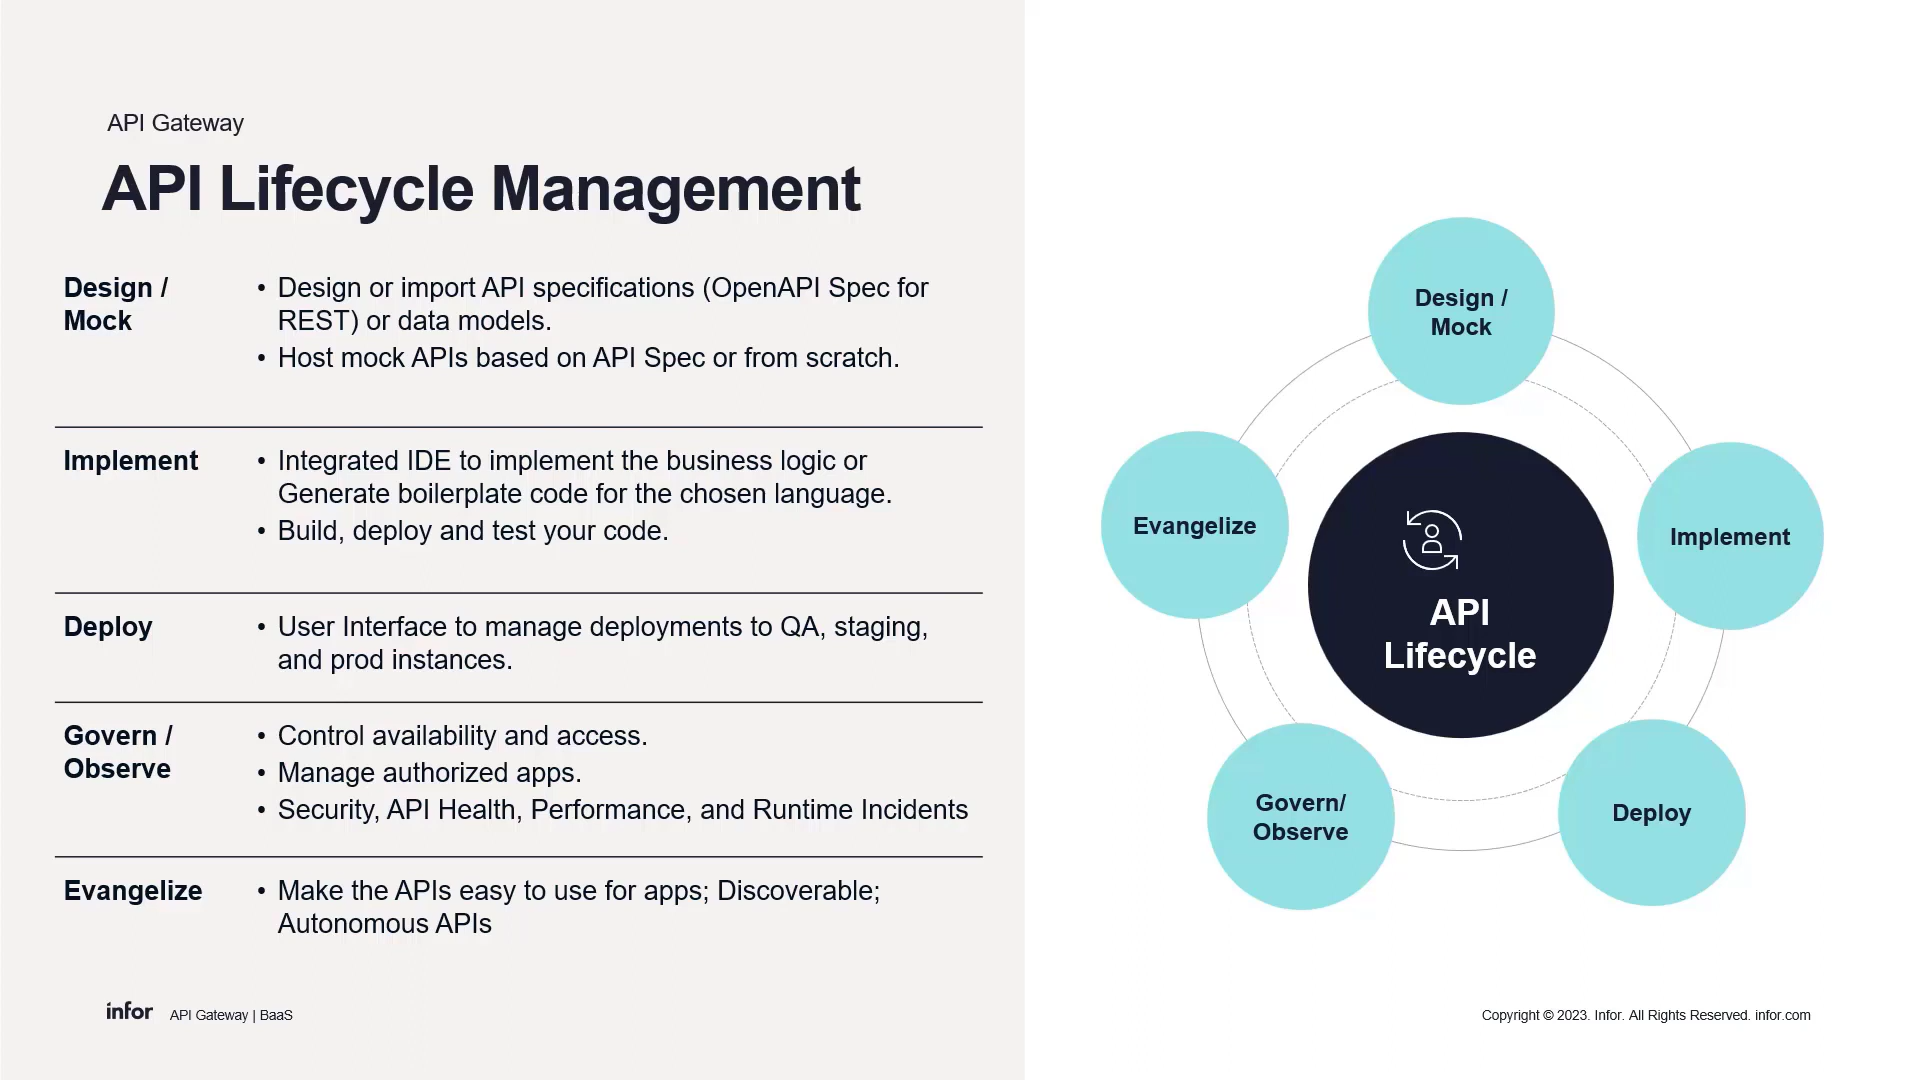 API Gateway
API Lifecycle Management
Design /
Mock
• Design or import API specifications (OpenAPI Spec for
REST) or data models.
• Host mock APIs based on API Spec or from scratch.
Implement
• Integrated IDE to implement the business logic or
Generate boilerplate code for the chosen language.
• Build, deploy and test your code.
Deploy
• User Interface to manage deployments to QA, staging,
and prod instances.
Govern /
Observe
• Control availability and access.
• Manage authorized apps.
• Security, API Health, Performance, and Runtime Incidents
Evangelize
• Make the APIs easy to use for apps; Discoverable;
Autonomous APIs
Design /
Mock
Implement
Deploy
Govern/
Observe
Evangelize
API
Lifecycle
infor API Gateway | BaaS
Copyright © 2023. Infor. All Rights Reserved. infor.com